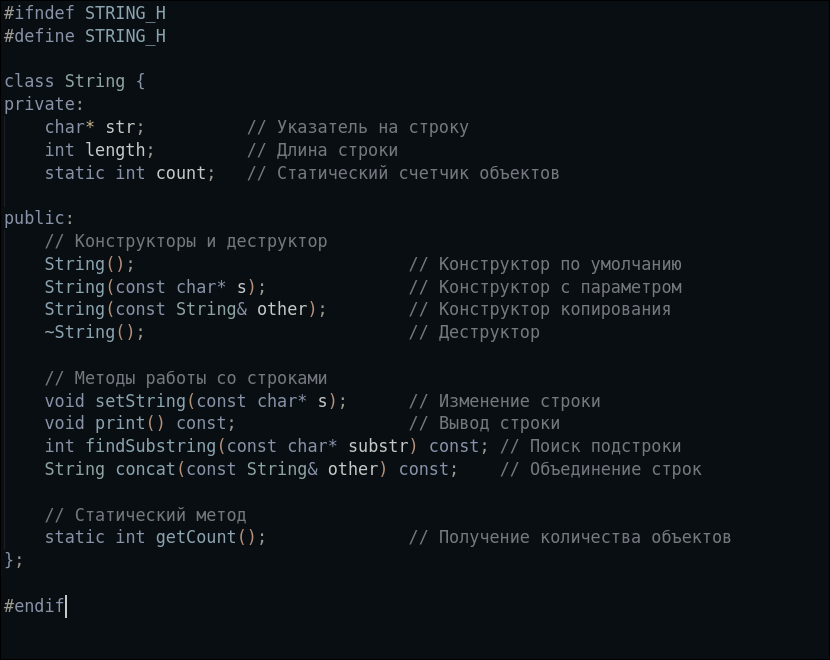 #ifndef STRING_H
#define STRING_H

class String {
private:
    char* str;          // Указатель на строку
    int length;         // Длина строки
    static int count;   // Статический счетчик объектов

public:
    // Конструкторы и деструктор
    String();                           // Конструктор по умолчанию
    String(const char* s);              // Конструктор с параметром
    String(const String& other);        // Конструктор копирования
    ~String();                          // Деструктор

    // Методы работы со строками
    void setString(const char* s);      // Изменение строки
    void print() const;                 // Вывод строки
    int findSubstring(const char* substr) const; // Поиск подстроки
    String concat(const String& other) const;    // Объединение строк

    // Статический метод
    static int getCount();              // Получение количества объектов
};

#endif